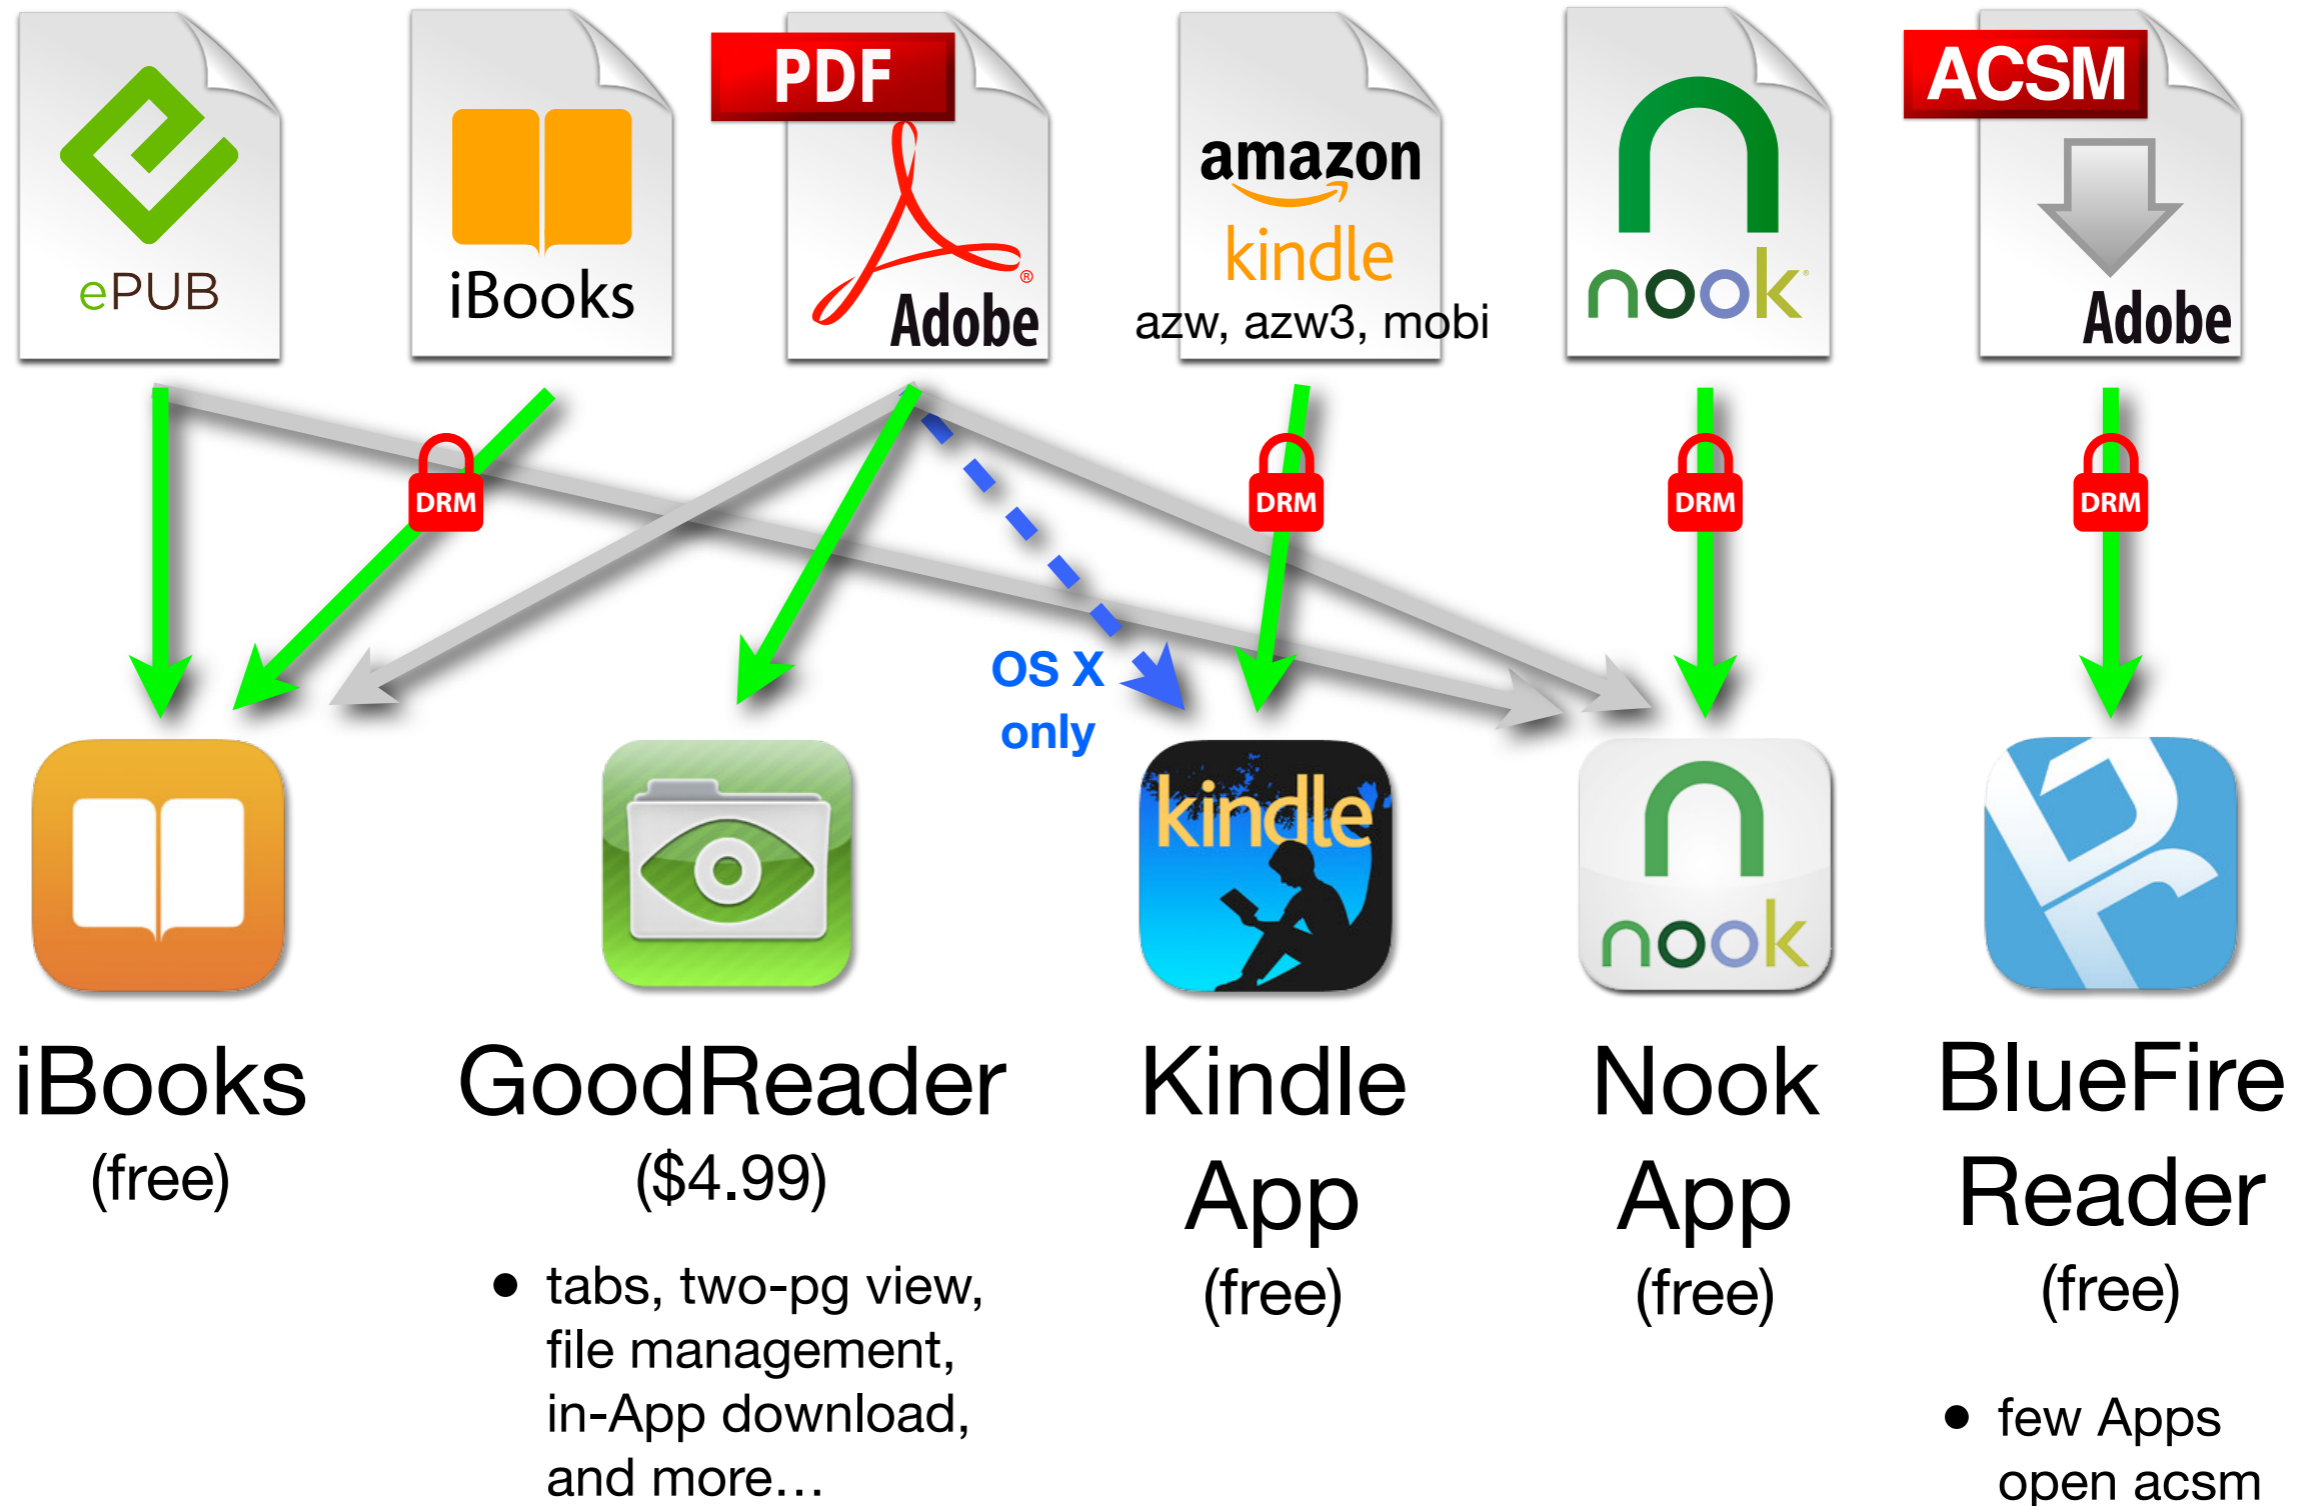 ePUB
iBooks
PDF
®
Adobe
amazon
kindle
azw, azw3, mobi
n
nook
ACSM
Adobe
DRM
DRM
DRM
DRM
OS X
only
kindle
n
nook
iBooks
(free)
GoodReader
($4.99)
• tabs, two-pg view,
file management,
in-App download,
and more…
Kindle
App
(free)
Nook
App
(free)
BlueFire
Reader
(free)
• few Apps
open acsm